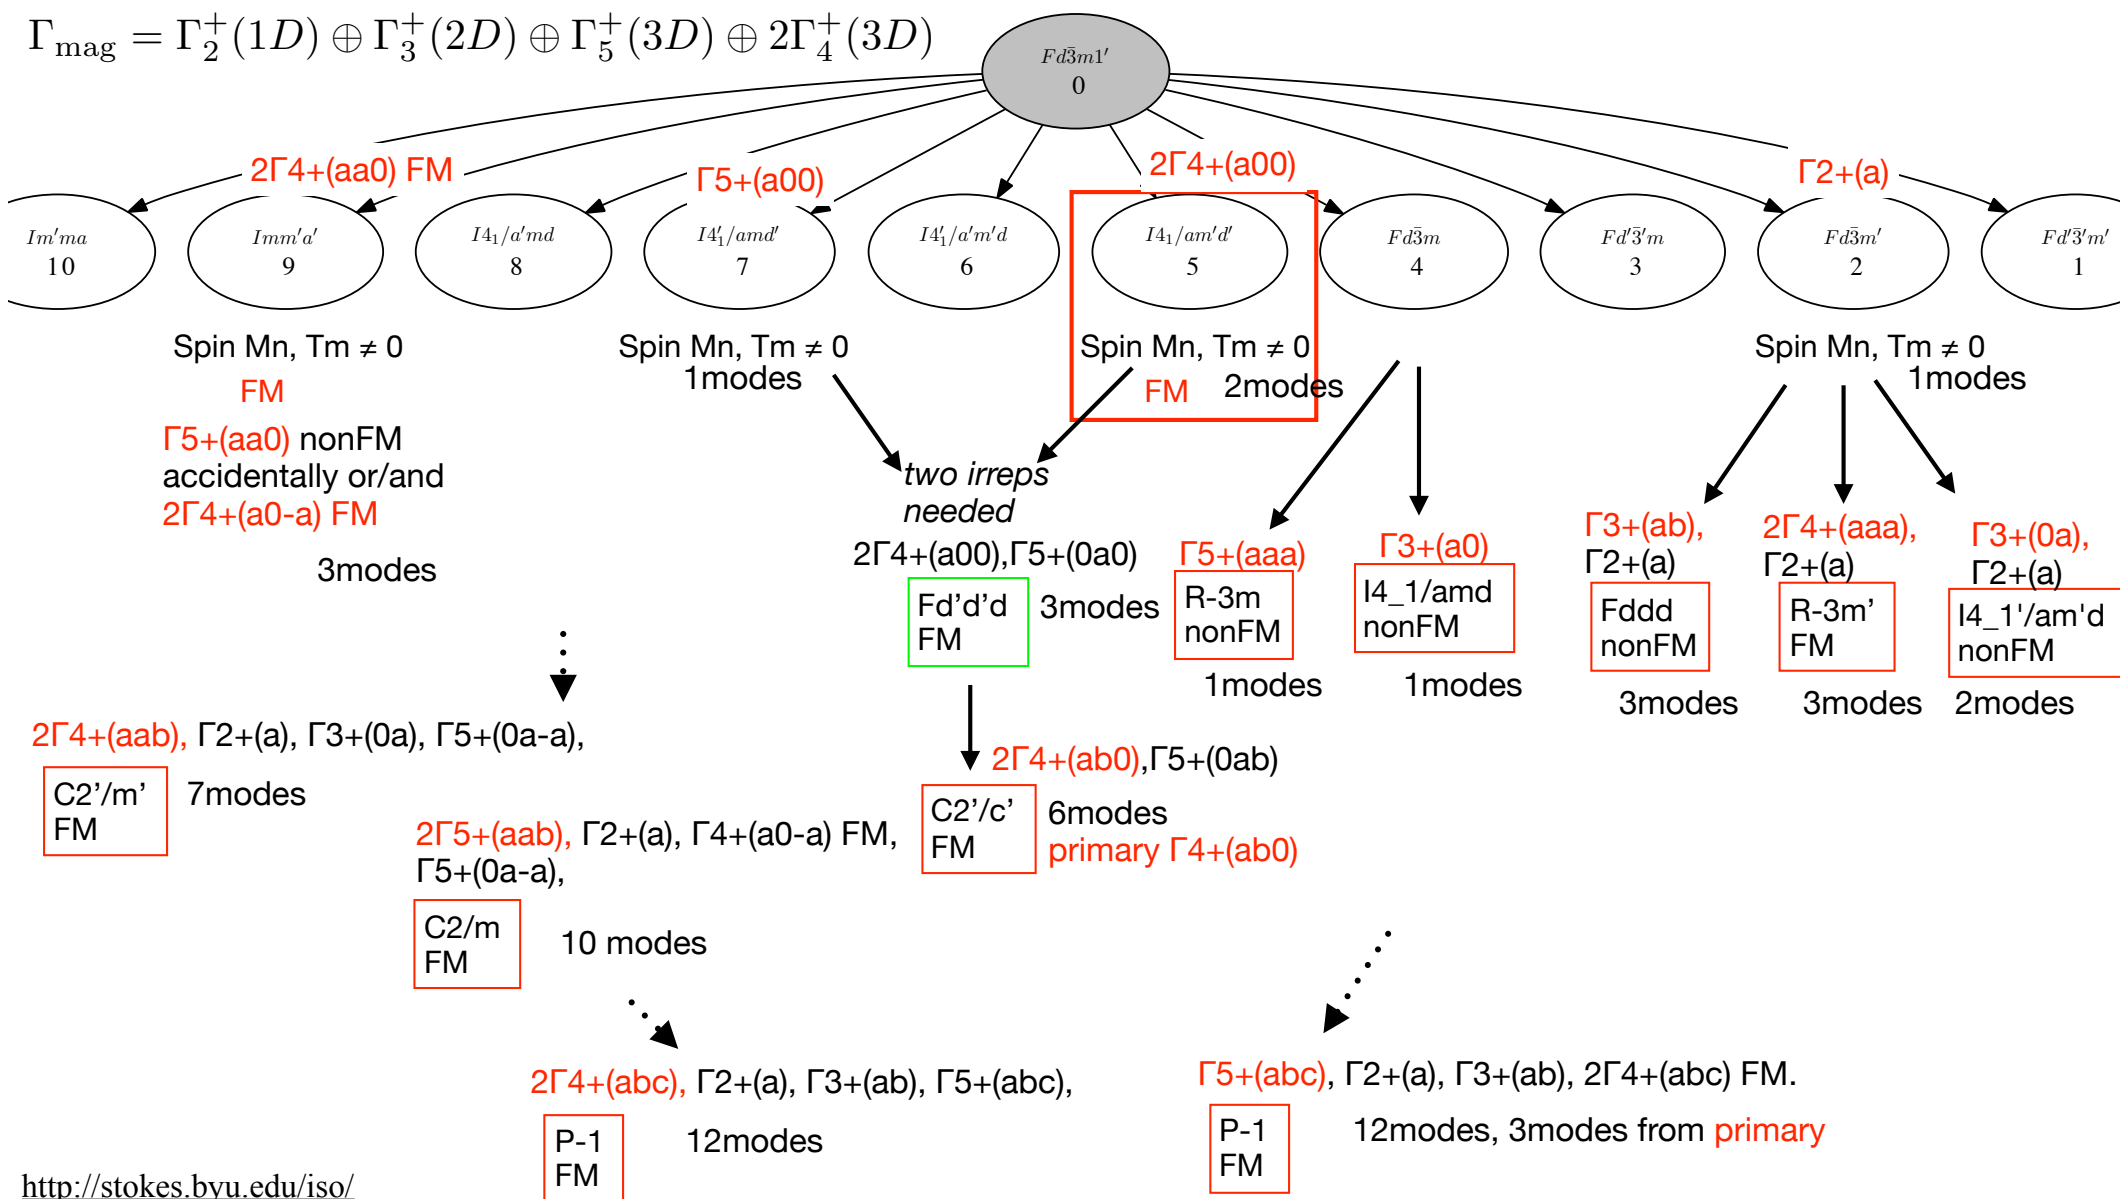 Γmag = Γ2+(1D) ⊕ Γ3+(2D) ⊕ Γ5+(3D) ⊕ 2Γ4+(3D)
Fd3̄m1′
0
2Γ4+(aa0) FM
Γ5+(a00)
2Γ4+(a00)
Γ2+(a)
Im′ma
10
Imm′a′
9
I4₁/a′md
8
I4₁′/amd′
7
I4₁′/a′m′d
6
I4₁/am′d′
5
Fd3̄m
4
Fd′3̄′m
3
Fd3̄m′
2
Fd′3̄′m′
1
Spin Mn, Tm ≠ 0
FM
Γ5+(aa0) nonFM
accidentally or/and
2Γ4+(a0-a) FM
3modes
Spin Mn, Tm ≠ 0
1modes
Spin Mn, Tm ≠ 0
FM 2modes
Spin Mn, Tm ≠ 0
1modes
two irreps
needed
2Γ4+(a00),Γ5+(0a0)
Fd'd'd
FM
3modes
Γ5+(aaa)
R-3m
nonFM
1modes
Γ3+(a0)
I4_1/amd
nonFM
1modes
Γ3+(ab),
Γ2+(a)
Fddd
nonFM
3modes
2Γ4+(aaa),
Γ2+(a)
R-3m’
FM
3modes
Γ3+(0a),
Γ2+(a)
I4_1'/am'd
nonFM
2modes
2Γ4+(aab), Γ2+(a), Γ3+(0a), Γ5+(0a-a),
C2’/m’
FM
7modes
2Γ4+(ab0),Γ5+(0ab)
C2’/c’
FM
6modes
primary Γ4+(ab0)
2Γ5+(aab), Γ2+(a), Γ4+(a0-a) FM,
Γ5+(0a-a),
C2/m
FM
10 modes
2Γ4+(abc), Γ2+(a), Γ3+(ab), Γ5+(abc),
P-1
FM
12modes
Γ5+(abc), Γ2+(a), Γ3+(ab), 2Γ4+(abc) FM.
P-1
FM
12modes, 3modes from primary
http://stokes.byu.edu/iso/